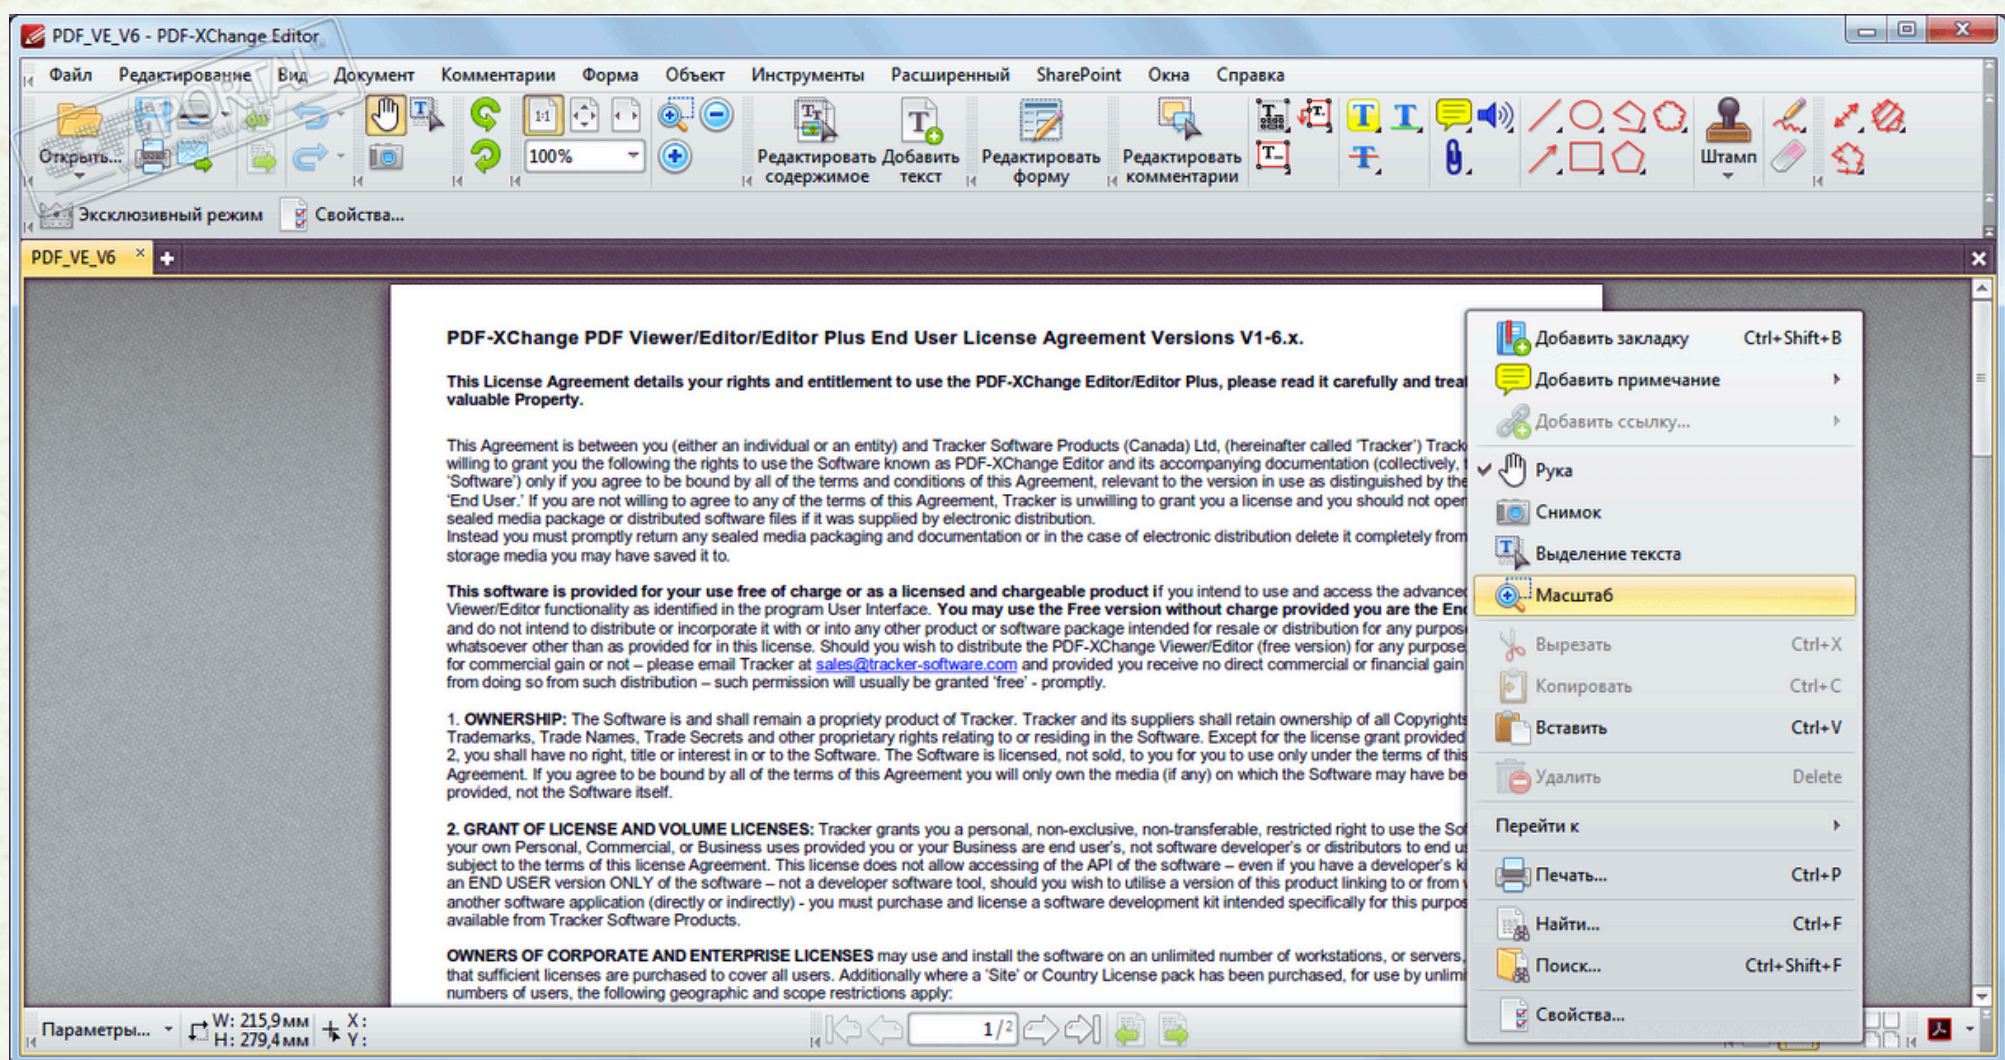 PDF_VE_V6 - PDF-XChange Editor
Файл Редактирование Вид Документ Комментарии Форма Объект Инструменты Расширенный SharePoint Окна Справка
Открыть...
1:1
100%
Редактировать содержимое
Добавить текст
Редактировать форму
Редактировать комментарии
Штамп
PORTAL
Эксклюзивный режим Свойства...
PDF_VE_V6
PDF-XChange PDF Viewer/Editor/Editor Plus End User License Agreement Versions V1-6.x.
This License Agreement details your rights and entitlement to use the PDF-XChange Editor/Editor Plus, please read it carefully and trea
valuable Property.
This Agreement is between you (either an individual or an entity) and Tracker Software Products (Canada) Ltd, (hereinafter called 'Tracker') Track
willing to grant you the following the rights to use the Software known as PDF-XChange Editor and its accompanying documentation (collectively,
'Software') only if you agree to be bound by all of the terms and conditions of this Agreement, relevant to the version in use as distinguished by the
'End User.' If you are not willing to agree to any of the terms of this Agreement, Tracker is unwilling to grant you a license and you should not open
sealed media package or distributed software files if it was supplied by electronic distribution.
Instead you must promptly return any sealed media packaging and documentation or in the case of electronic distribution delete it completely from
storage media you may have saved it to.
This software is provided for your use free of charge or as a licensed and chargeable product if you intend to use and access the advanced
Viewer/Editor functionality as identified in the program User Interface. You may use the Free version without charge provided you are the End
and do not intend to distribute or incorporate it with or into any other product or software package intended for resale or distribution for any purpose
whatsoever other than as provided for in this license. Should you wish to distribute the PDF-XChange Viewer/Editor (free version) for any purpose
for commercial gain or not – please email Tracker at sales@tracker-software.com and provided you receive no direct commercial or financial gain
from doing so from such distribution – such permission will usually be granted 'free' - promptly.
1. OWNERSHIP: The Software is and shall remain a propriety product of Tracker. Tracker and its suppliers shall retain ownership of all Copyrights
Trademarks, Trade Names, Trade Secrets and other proprietary rights relating to or residing in the Software. Except for the license grant provided
2, you shall have no right, title or interest in or to the Software. The Software is licensed, not sold, to you for you to use only under the terms of this
Agreement. If you agree to be bound by all of the terms of this Agreement you will only own the media (if any) on which the Software may have be
provided, not the Software itself.
2. GRANT OF LICENSE AND VOLUME LICENSES: Tracker grants you a personal, non-exclusive, non-transferable, restricted right to use the Sof
your own Personal, Commercial, or Business uses provided you or your Business are end user's, not software developer's or distributors to end us
subject to the terms of this license Agreement. This license does not allow accessing of the API of the software – even if you have a developer's ki
an END USER version ONLY of the software – not a developer software tool, should you wish to utilise a version of this product linking to or from
another software application (directly or indirectly) - you must purchase and license a software development kit intended specifically for this purpos
available from Tracker Software Products.
OWNERS OF CORPORATE AND ENTERPRISE LICENSES may use and install the software on an unlimited number of workstations, or servers,
that sufficient licenses are purchased to cover all users. Additionally where a 'Site' or Country License pack has been purchased, for use by unlimi
numbers of users, the following geographic and scope restrictions apply:
Добавить закладку Ctrl+Shift+B
Добавить примечание
Добавить ссылку...
Рука
Снимок
Выделение текста
Масштаб
Вырезать Ctrl+X
Копировать Ctrl+C
Вставить Ctrl+V
Удалить Delete
Перейти к
Печать... Ctrl+P
Найти... Ctrl+F
Поиск... Ctrl+Shift+F
Свойства...
Параметры... W: 215,9 мм X:
H: 279,4 мм Y:
1/2